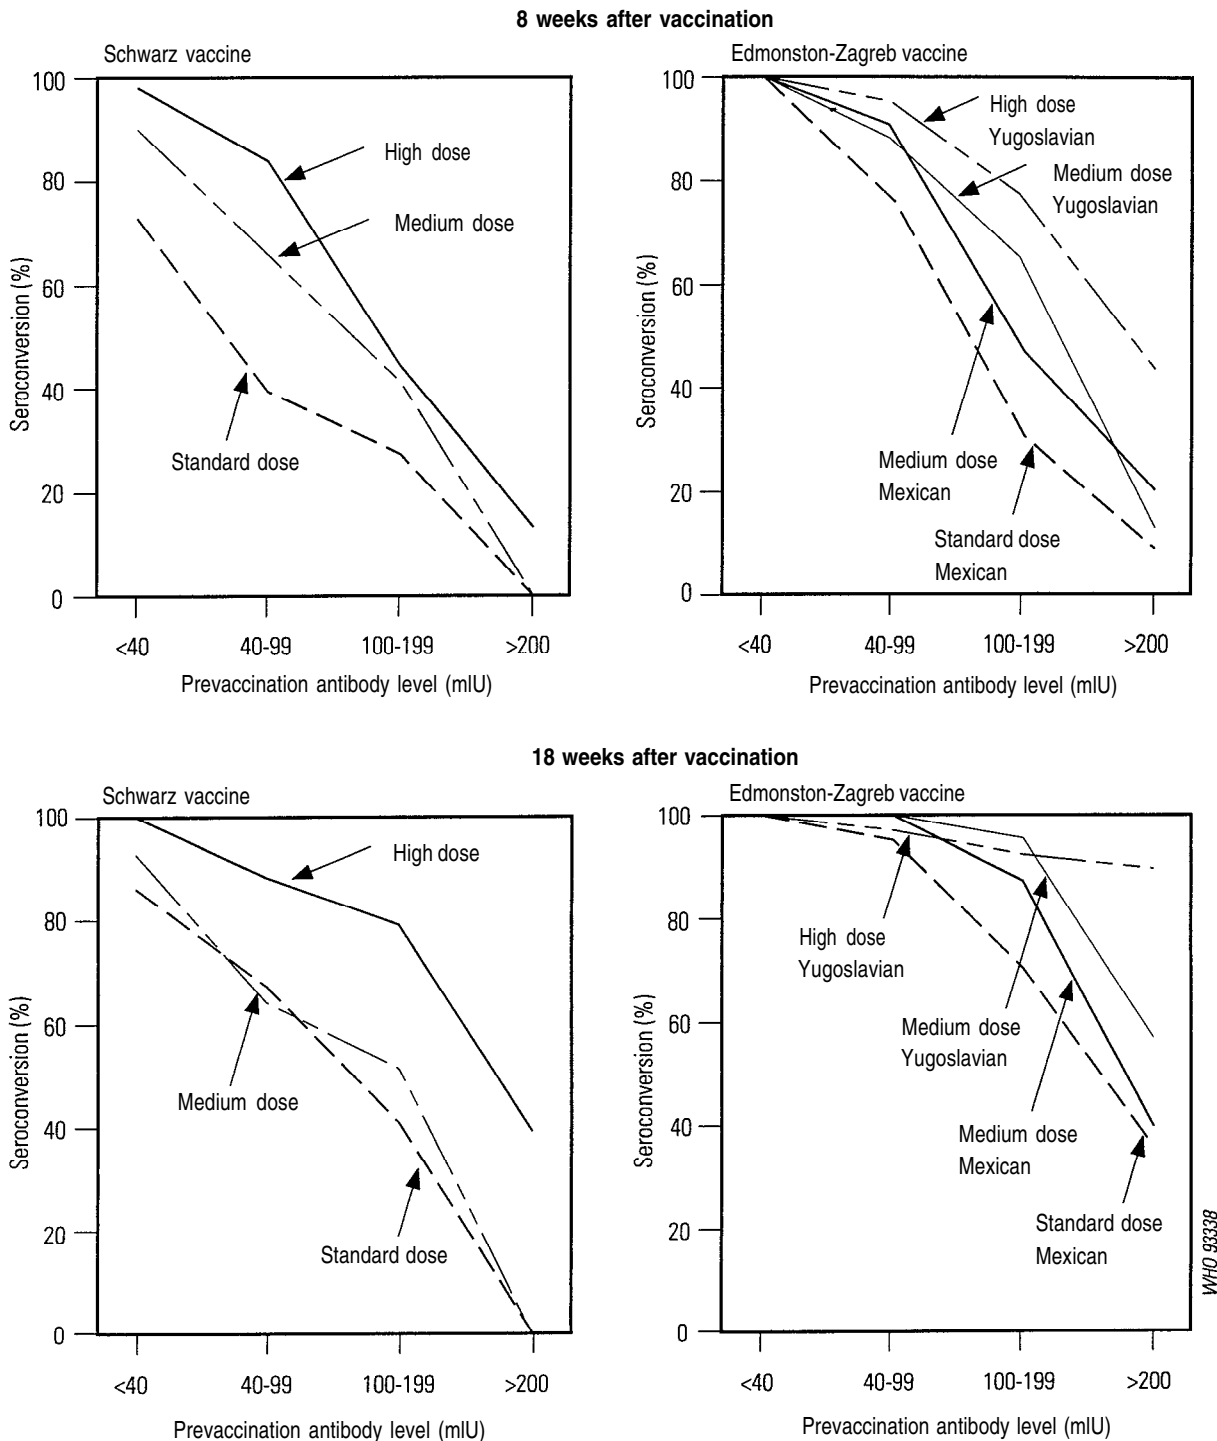 8 weeks after vaccination
Schwarz vaccine
100
80
60
40
20
0
Seroconversion (%)
High dose
Medium dose
Standard dose
<40
40-99
100-199
>200
Prevaccination antibody level (mIU)
Edmonston-Zagreb vaccine
100
80
60
40
20
0
Seroconversion (%)
High dose
Yugoslavian
Medium dose
Yugoslavian
Medium dose
Mexican
Standard dose
Mexican
<40
40-99
100-199
>200
Prevaccination antibody level (mIU)
18 weeks after vaccination
Schwarz vaccine
100
80
60
40
20
0
Seroconversion (%)
High dose
Medium dose
Standard dose
<40
40-99
100-199
>200
Prevaccination antibody level (mIU)
Edmonston-Zagreb vaccine
100
80
60
40
20
0
Seroconversion (%)
High dose
Yugoslavian
Medium dose
Yugoslavian
Medium dose
Mexican
Standard dose
Mexican
<40
40-99
100-199
>200
Prevaccination antibody level (mIU)
WHO 93338